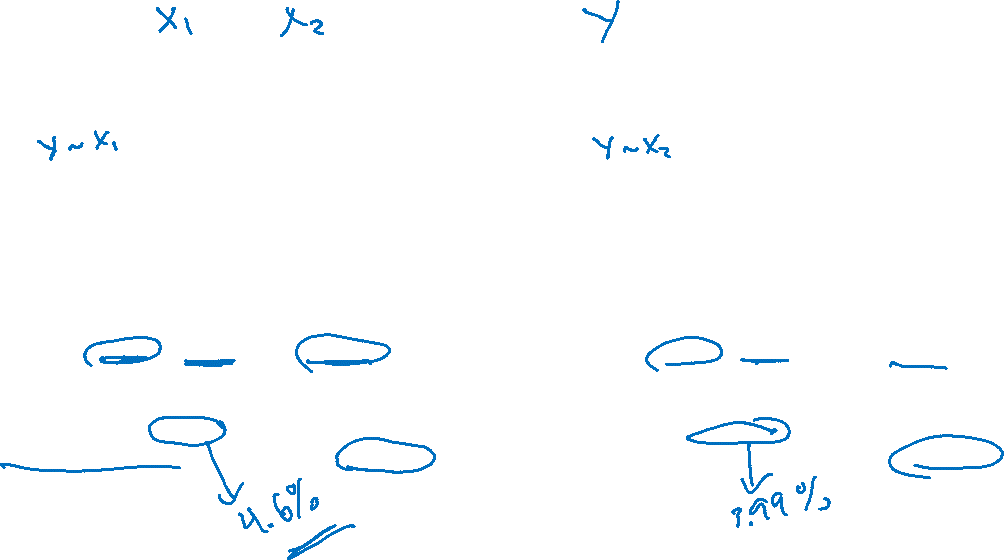 X₁ X₂ Y
Y ~ X₁ Y ~ X₂
4.6%